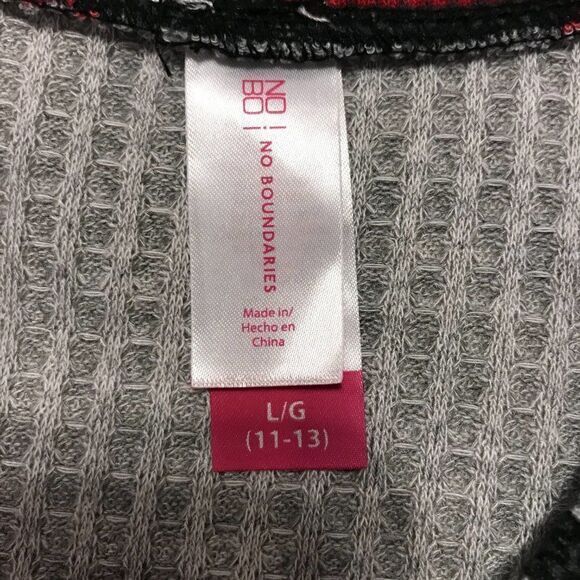 NO
BO
NO BOUNDARIES
Made in/
Hecho en
China
L/G
(11-13)